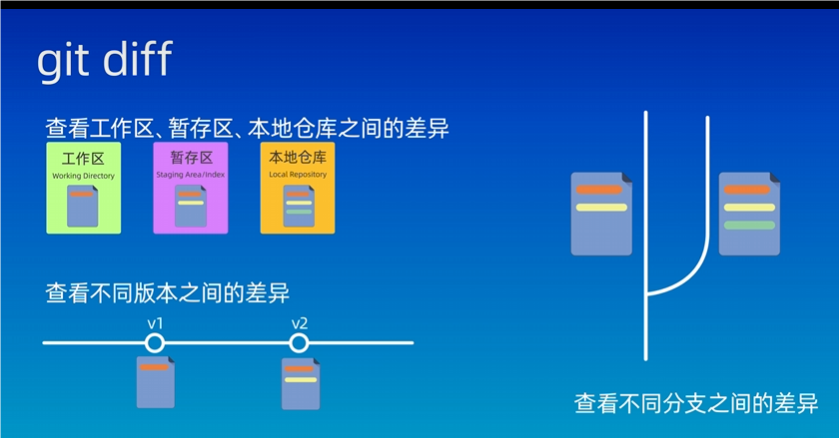 git diff
查看工作区、暂存区、本地仓库之间的差异
工作区
Working Directory
暂存区
Staging Area/Index
本地仓库
Local Repository
查看不同版本之间的差异
v1
v2
查看不同分支之间的差异